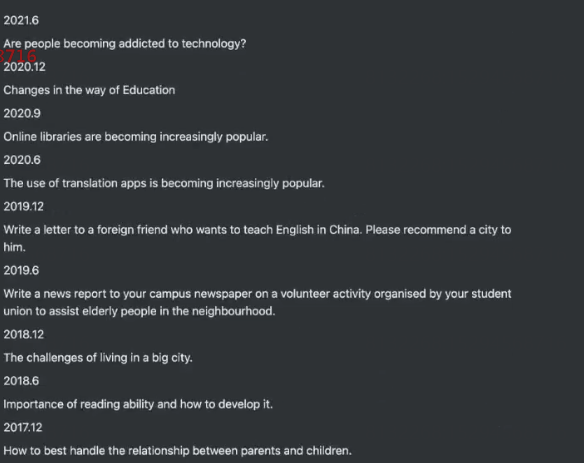 2021.6
Are people becoming addicted to technology?
3716
2020.12
Changes in the way of Education
2020.9
Online libraries are becoming increasingly popular.
2020.6
The use of translation apps is becoming increasingly popular.
2019.12
Write a letter to a foreign friend who wants to teach English in China. Please recommend a city to
him.
2019.6
Write a news report to your campus newspaper on a volunteer activity organised by your student
union to assist elderly people in the neighbourhood.
2018.12
The challenges of living in a big city.
2018.6
Importance of reading ability and how to develop it.
2017.12
How to best handle the relationship between parents and children.